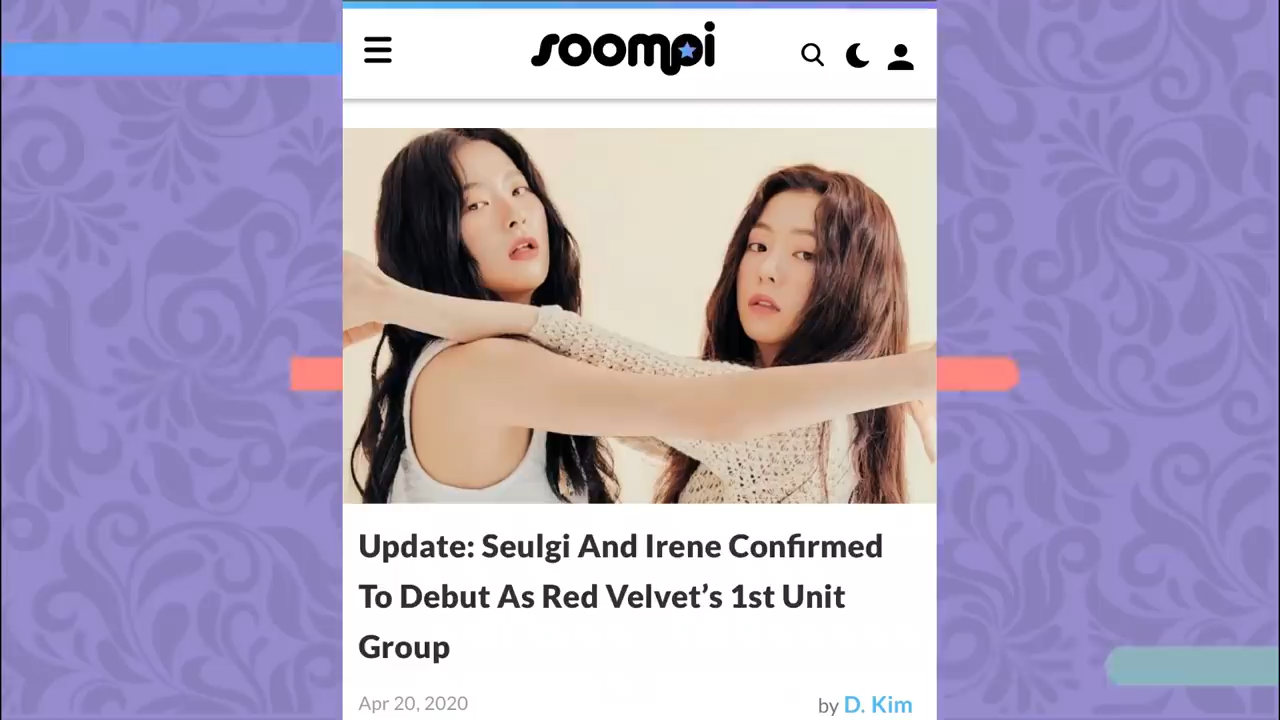 soompi
Update: Seulgi And Irene Confirmed
To Debut As Red Velvet’s 1st Unit
Group
Apr 20, 2020
by D. Kim